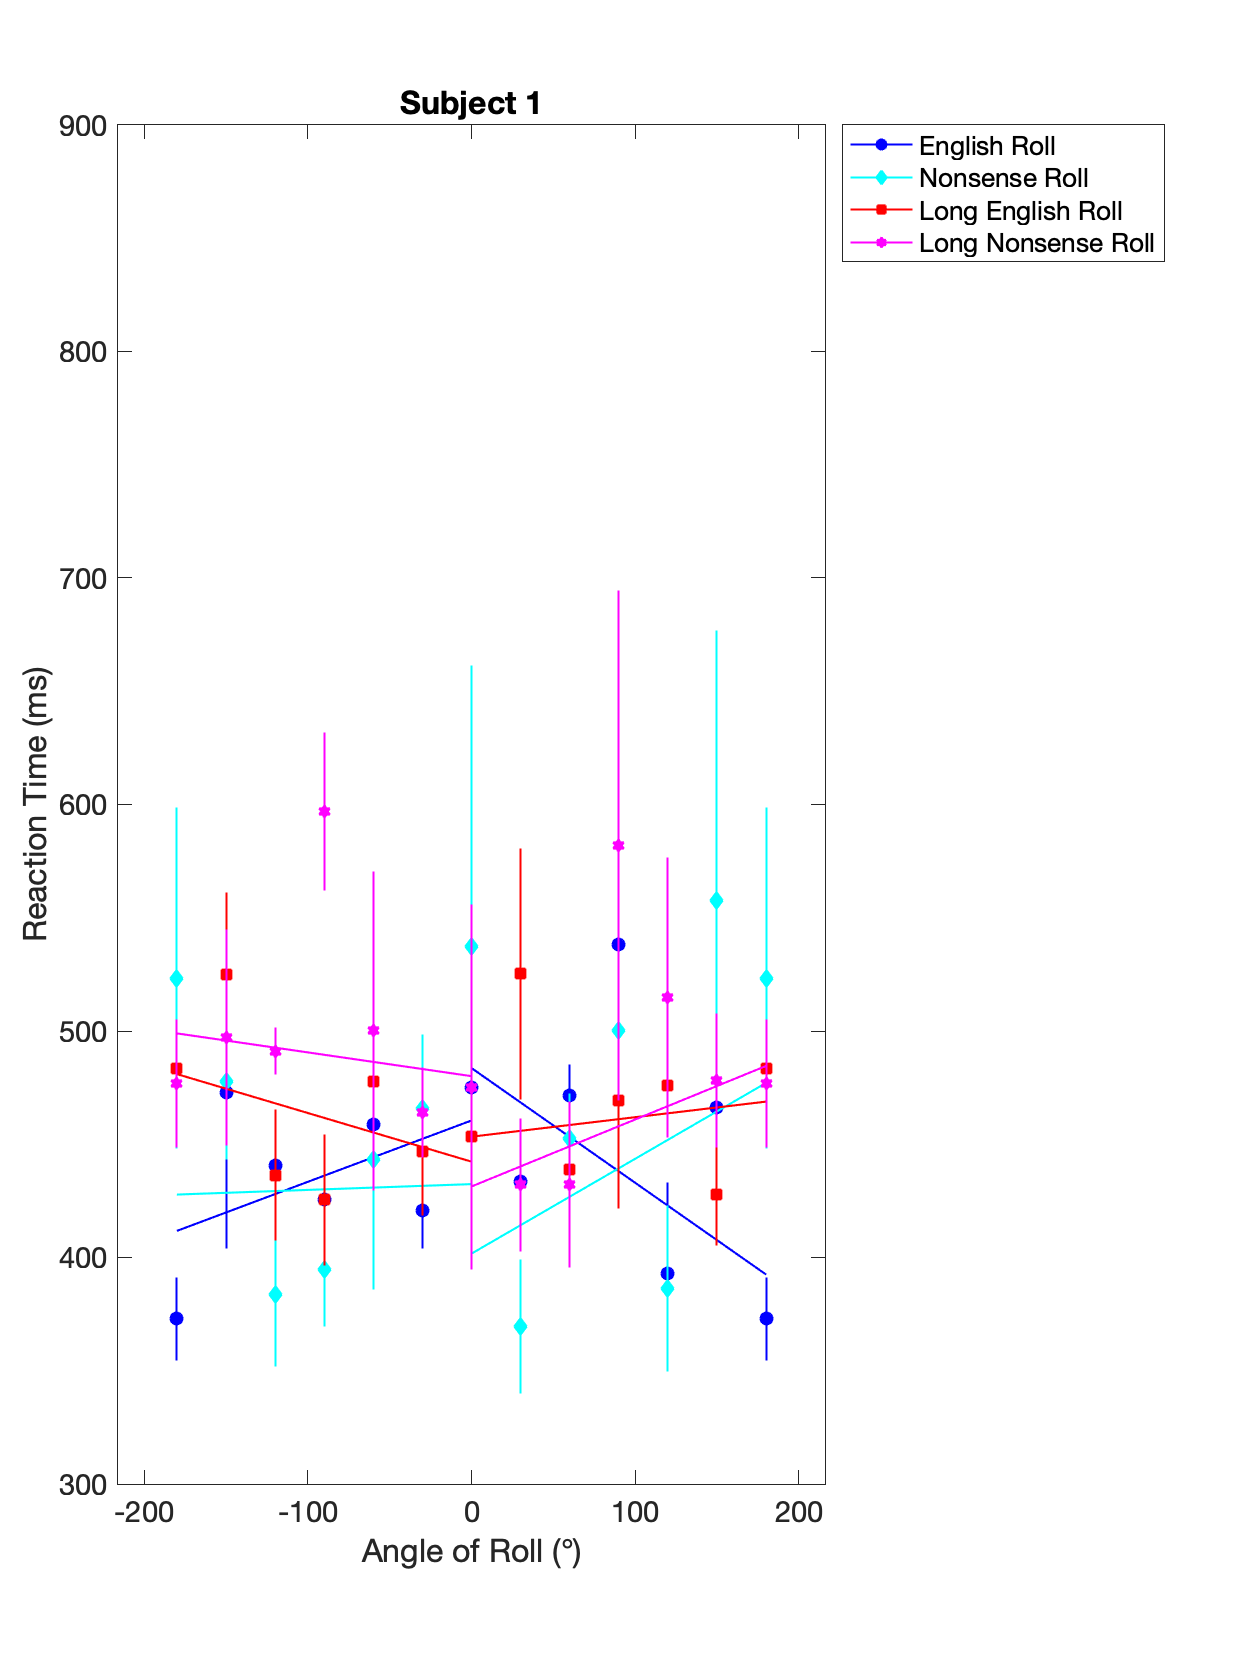 Subject 1
900
800
700
600
500
400
300
Reaction Time (ms)
-200
-100
0
100
200
Angle of Roll (°)
English Roll
Nonsense Roll
Long English Roll
Long Nonsense Roll